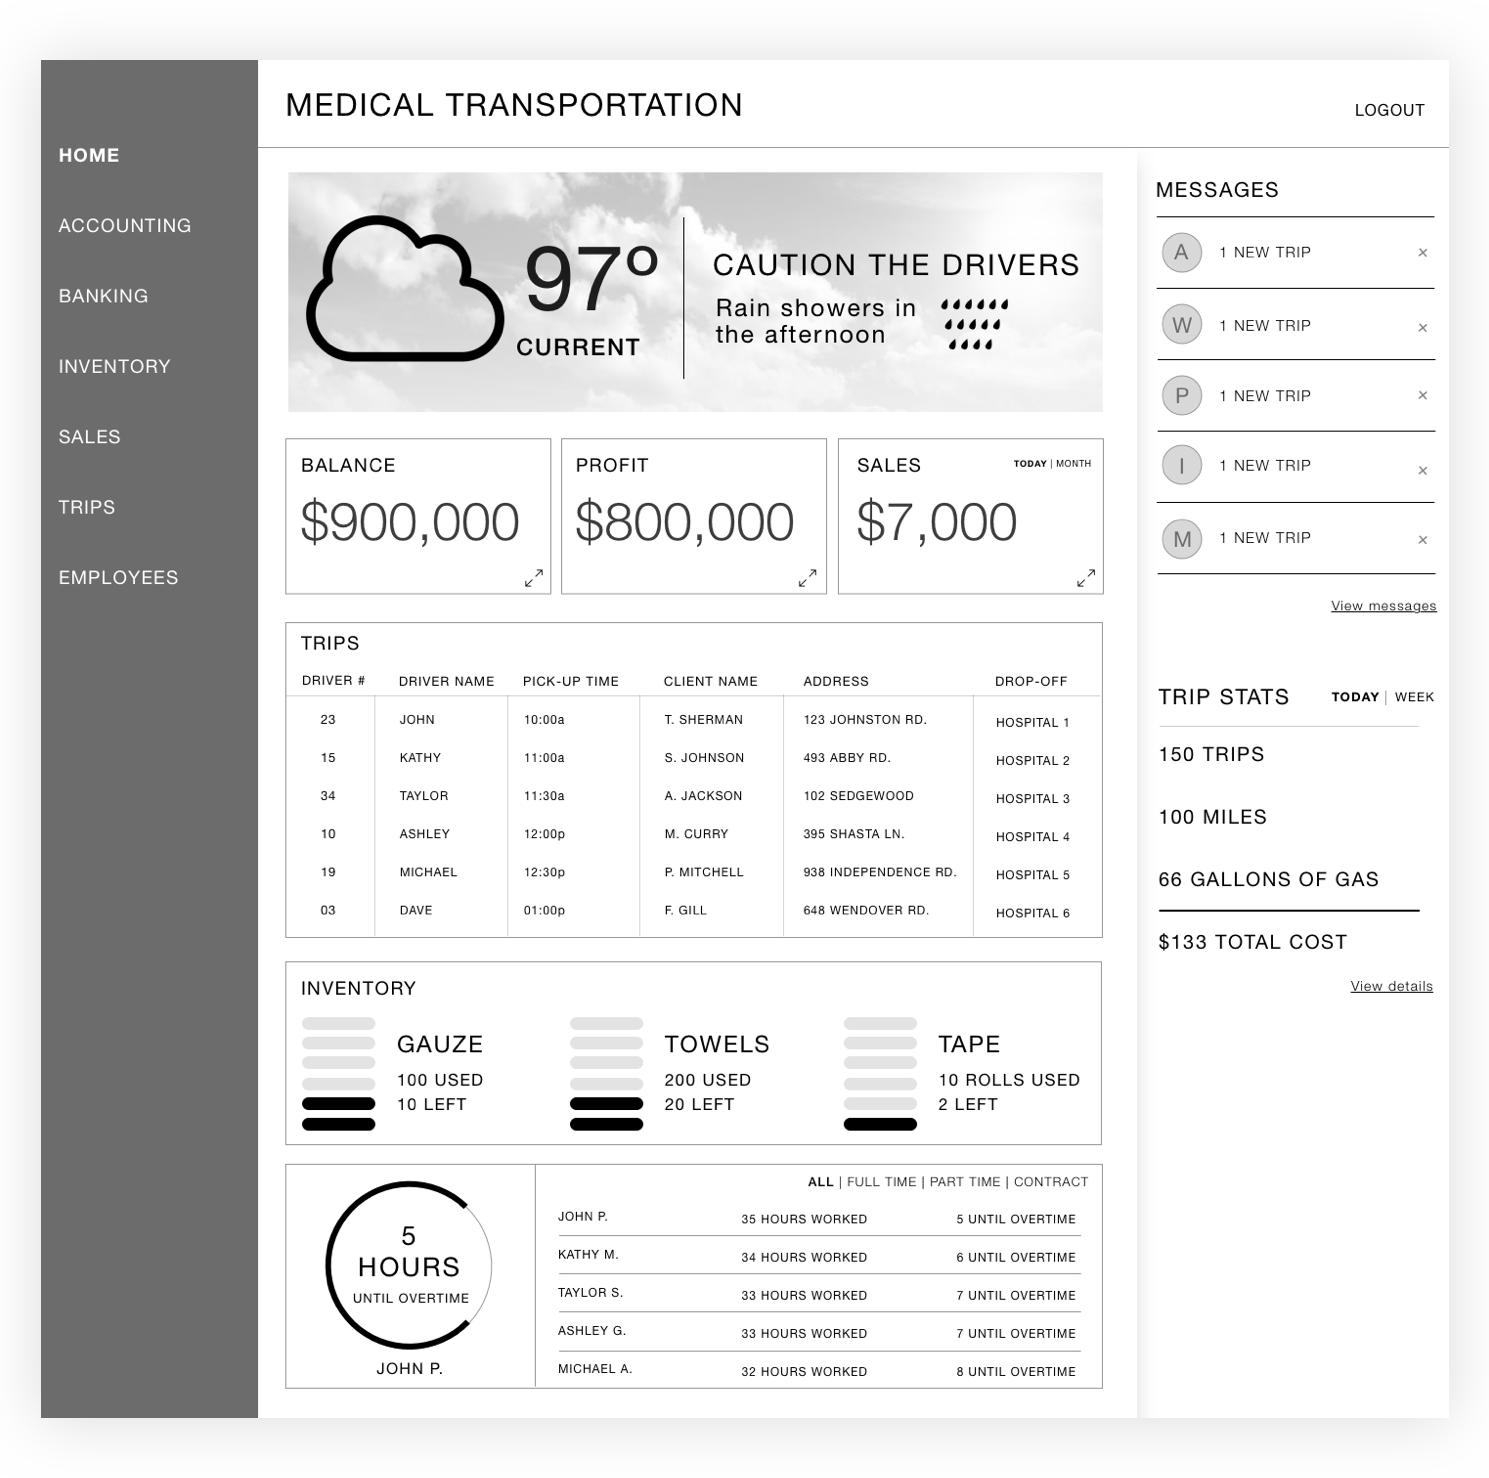 MEDICAL TRANSPORTATION
LOGOUT
HOME
ACCOUNTING
BANKING
INVENTORY
SALES
TRIPS
EMPLOYEES
97º
CURRENT
CAUTION THE DRIVERS
Rain showers in
the afternoon
BALANCE
$900,000
PROFIT
$800,000
SALES
TODAY | MONTH
$7,000
TRIPS
DRIVER # DRIVER NAME PICK-UP TIME CLIENT NAME ADDRESS DROP-OFF
23 JOHN 10:00a T. SHERMAN 123 JOHNSTON RD. HOSPITAL 1
15 KATHY 11:00a S. JOHNSON 493 ABBY RD. HOSPITAL 2
34 TAYLOR 11:30a A. JACKSON 102 SEDGEWOOD HOSPITAL 3
10 ASHLEY 12:00p M. CURRY 395 SHASTA LN. HOSPITAL 4
19 MICHAEL 12:30p P. MITCHELL 938 INDEPENDENCE RD. HOSPITAL 5
03 DAVE 01:00p F. GILL 648 WENDOVER RD. HOSPITAL 6
INVENTORY
GAUZE
100 USED
10 LEFT
TOWELS
200 USED
20 LEFT
TAPE
10 ROLLS USED
2 LEFT
5
HOURS
UNTIL OVERTIME
JOHN P.
ALL | FULL TIME | PART TIME | CONTRACT
JOHN P. 35 HOURS WORKED 5 UNTIL OVERTIME
KATHY M. 34 HOURS WORKED 6 UNTIL OVERTIME
TAYLOR S. 33 HOURS WORKED 7 UNTIL OVERTIME
ASHLEY G. 33 HOURS WORKED 7 UNTIL OVERTIME
MICHAEL A. 32 HOURS WORKED 8 UNTIL OVERTIME
MESSAGES
A 1 NEW TRIP ×
W 1 NEW TRIP ×
P 1 NEW TRIP ×
I 1 NEW TRIP ×
M 1 NEW TRIP ×
View messages
TRIP STATS TODAY | WEEK
150 TRIPS
100 MILES
66 GALLONS OF GAS
$133 TOTAL COST
View details